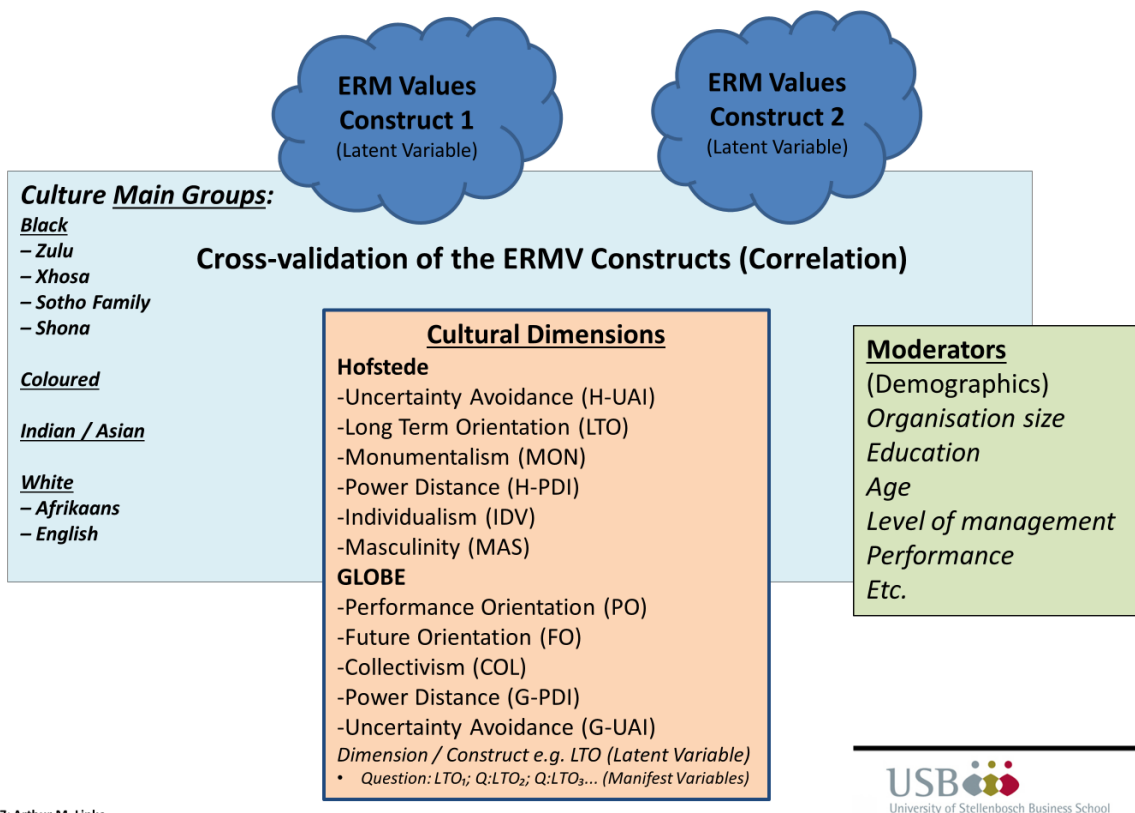 ERM Values
Construct 1
(Latent Variable)
ERM Values
Construct 2
(Latent Variable)
Culture Main Groups:
Black
– Zulu
– Xhosa
– Sotho Family
– Shona
Coloured
Indian / Asian
White
– Afrikaans
– English
Cross-validation of the ERMV Constructs (Correlation)
Cultural Dimensions
Hofstede
-Uncertainty Avoidance (H-UAI)
-Long Term Orientation (LTO)
-Monumentalism (MON)
-Power Distance (H-PDI)
-Individualism (IDV)
-Masculinity (MAS)
GLOBE
-Performance Orientation (PO)
-Future Orientation (FO)
-Collectivism (COL)
-Power Distance (G-PDI)
-Uncertainty Avoidance (G-UAI)
Dimension / Construct e.g. LTO (Latent Variable)
• Question: LTO₁; Q:LTO₂; Q:LTO₃... (Manifest Variables)
Moderators
(Demographics)
Organisation size
Education
Age
Level of management
Performance
Etc.
USB
University of Stellenbosch Business School